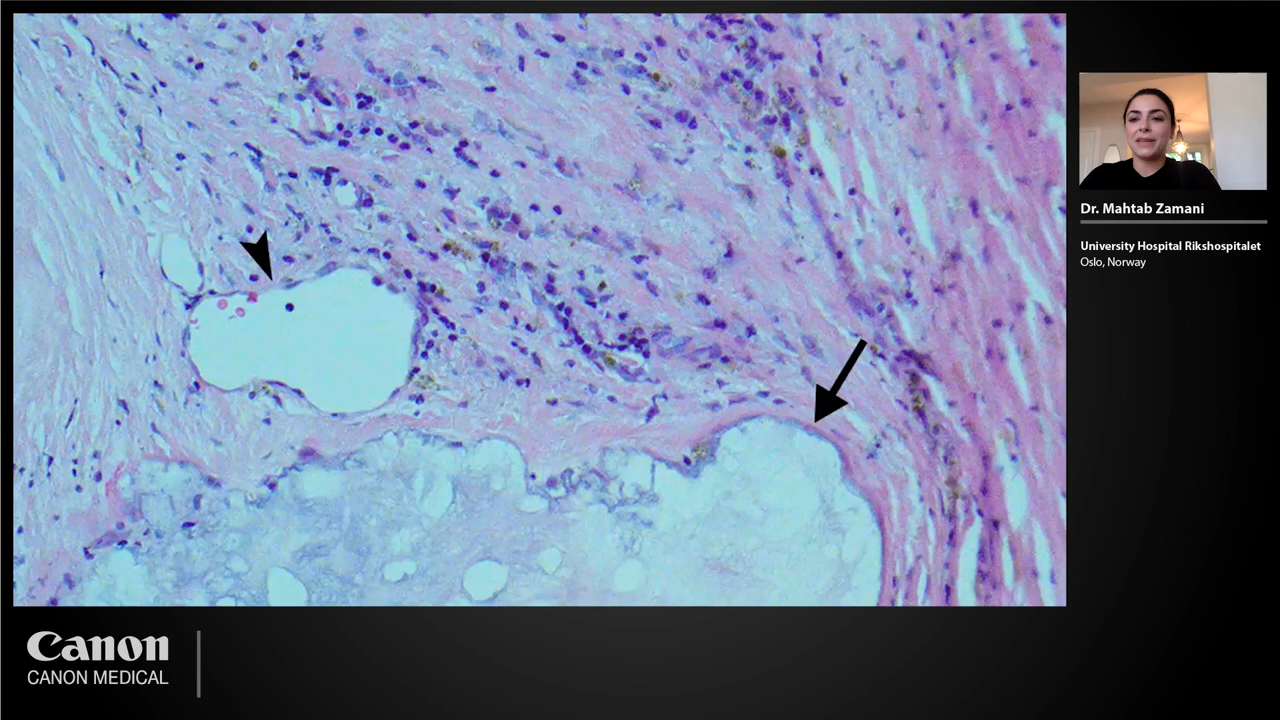 Dr. Mahtab Zamani
University Hospital Rikshospitalet
Oslo, Norway
Canon
CANON MEDICAL